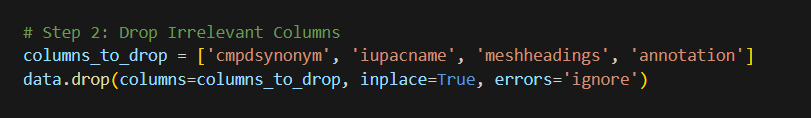 # Step 2: Drop Irrelevant Columns
columns_to_drop = ['cmpdsynonym', 'iupacname', 'meshheadings', 'annotation']
data.drop(columns=columns_to_drop, inplace=True, errors='ignore')